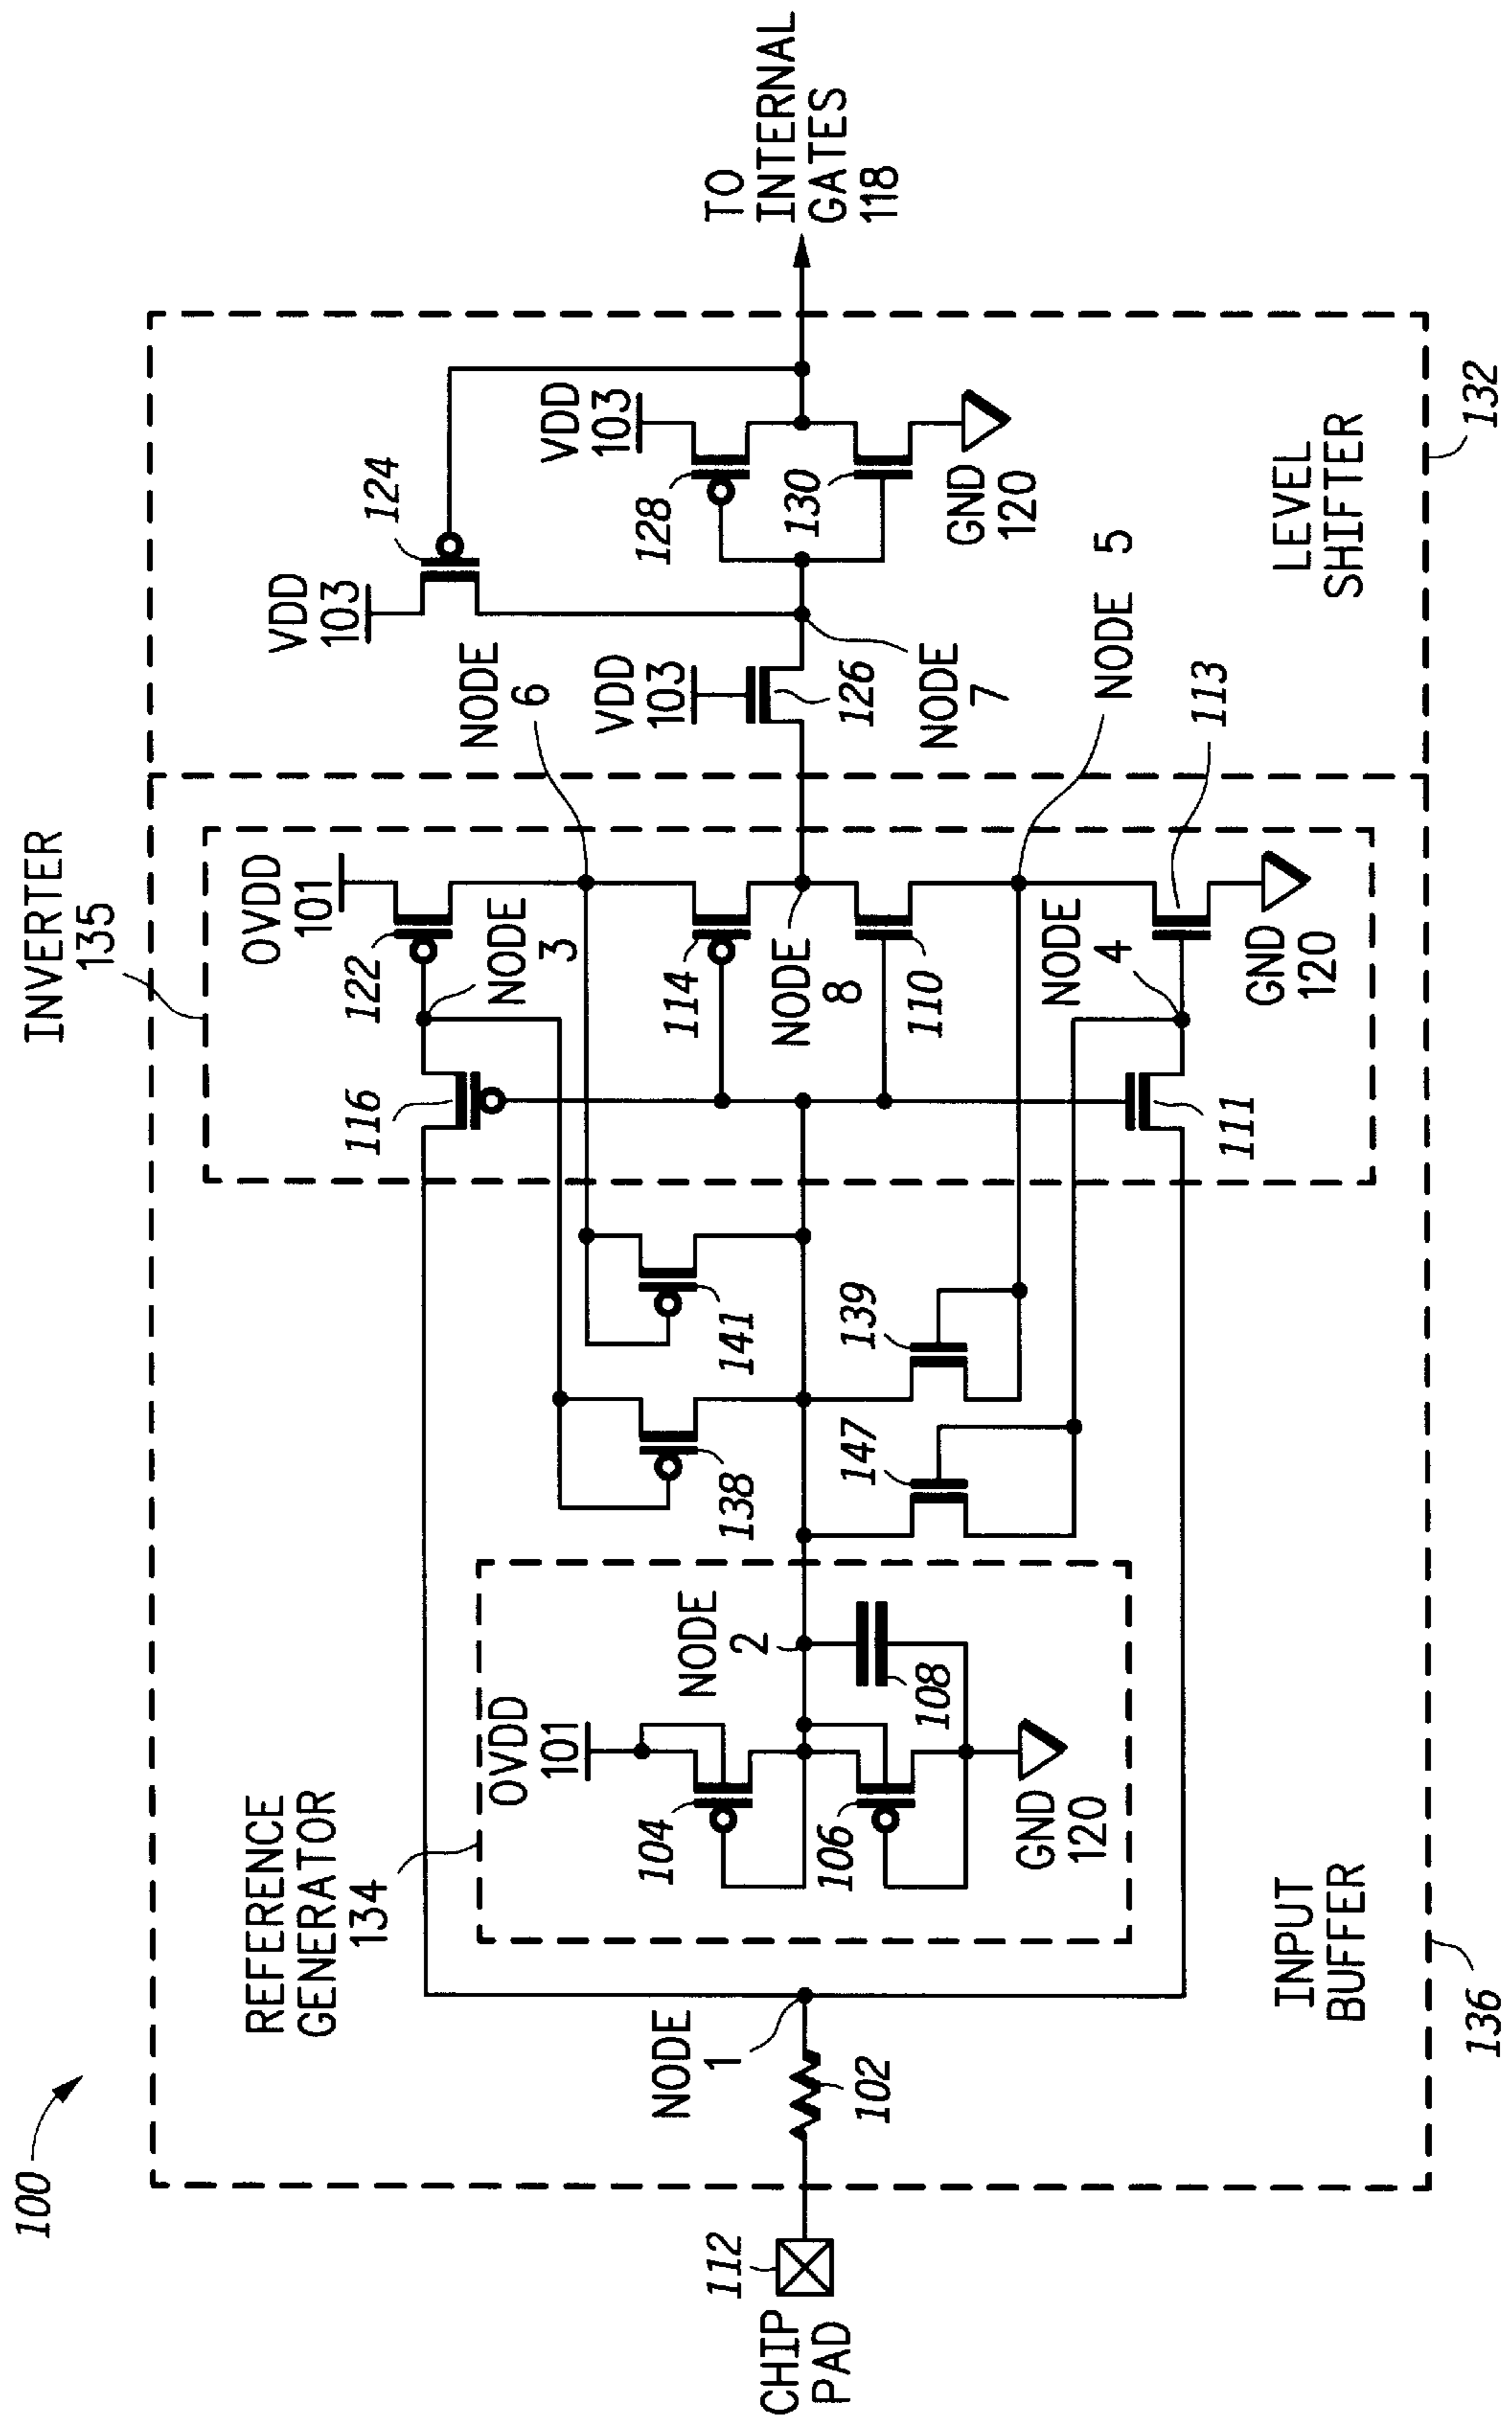 100
INVERTER
135
REFERENCE
GENERATOR
134
OVDD
101
104
106
NODE
2
108
GND
120
CHIP
PAD
112
102
NODE
1
138
141
147
139
116
122
OVDD
101
NODE
3
114
NODE
8
110
NODE
4
111
GND
120
113
NODE
6
NODE 5
VDD
103
124
VDD
103
126
NODE
7
VDD
103
128
130
GND
120
TO
INTERNAL
GATES
118
INPUT
BUFFER
136
LEVEL
SHIFTER
132